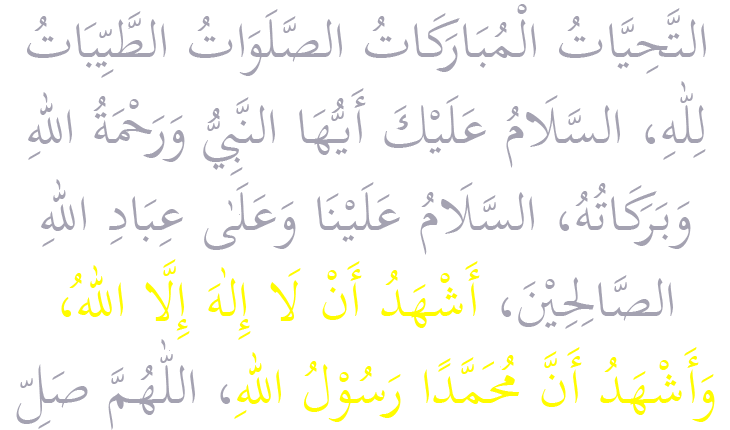 التَّحِيَّاتُ الْمُبَارَكَاتُ الصَّلَوَاتُ الطَّيِّبَاتُ
لِلّٰهِ، السَّلَامُ عَلَيْكَ أَيُّهَا النَّبِيُّ وَرَحْمَةُ اللهِ
وَبَرَكَاتُهُ، السَّلَامُ عَلَيْنَا وَعَلَىٰ عِبَادِ اللهِ
الصَّالِحِيْنَ، أَشْهَدُ أَنْ لَا إِلٰهَ إِلَّا اللهُ،
وَأَشْهَدُ أَنَّ مُحَمَّدًا رَسُوْلُ اللهِ، اللّٰهُمَّ صَلِّ